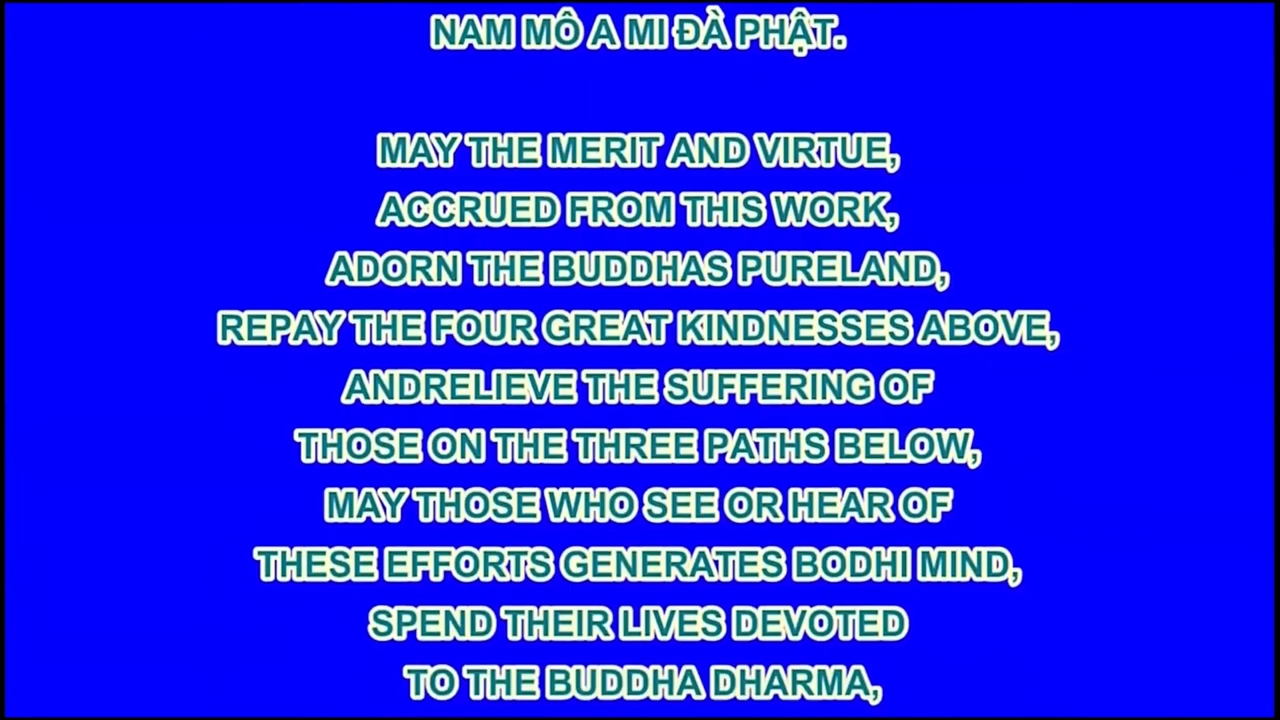 NAM MÔ A MI ĐÀ PHẬT.
MAY THE MERIT AND VIRTUE,
ACCRUED FROM THIS WORK,
ADORN THE BUDDHAS PURELAND,
REPAY THE FOUR GREAT KINDNESSES ABOVE,
ANDRELIEVE THE SUFFERING OF
THOSE ON THE THREE PATHS BELOW,
MAY THOSE WHO SEE OR HEAR OF
THESE EFFORTS GENERATES BODHI MIND,
SPEND THEIR LIVES DEVOTED
TO THE BUDDHA DHARMA,